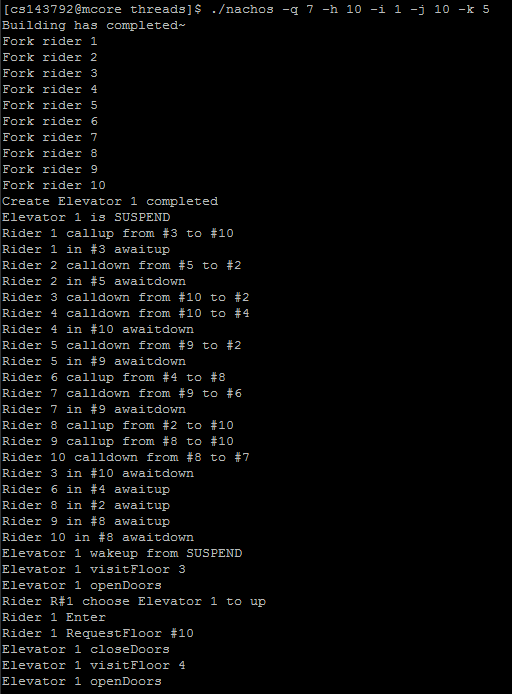 [cs143792@mcore threads]$ ./nachos -q 7 -h 10 -i 1 -j 10 -k 5
Building has completed~
Fork rider 1
Fork rider 2
Fork rider 3
Fork rider 4
Fork rider 5
Fork rider 6
Fork rider 7
Fork rider 8
Fork rider 9
Fork rider 10
Create Elevator 1 completed
Elevator 1 is SUSPEND
Rider 1 callup from #3 to #10
Rider 1 in #3 awaitup
Rider 2 calldown from #5 to #2
Rider 2 in #5 awaitdown
Rider 3 calldown from #10 to #2
Rider 4 calldown from #10 to #4
Rider 4 in #10 awaitdown
Rider 5 calldown from #9 to #2
Rider 5 in #9 awaitdown
Rider 6 callup from #4 to #8
Rider 7 calldown from #9 to #6
Rider 7 in #9 awaitdown
Rider 8 callup from #2 to #10
Rider 9 callup from #8 to #10
Rider 10 calldown from #8 to #7
Rider 3 in #10 awaitdown
Rider 6 in #4 awaitup
Rider 8 in #2 awaitup
Rider 9 in #8 awaitup
Rider 10 in #8 awaitdown
Elevator 1 wakeup from SUSPEND
Elevator 1 visitFloor 3
Elevator 1 openDoors
Rider R#1 choose Elevator 1 to up
Rider 1 Enter
Rider 1 RequestFloor #10
Elevator 1 closeDoors
Elevator 1 visitFloor 4
Elevator 1 openDoors